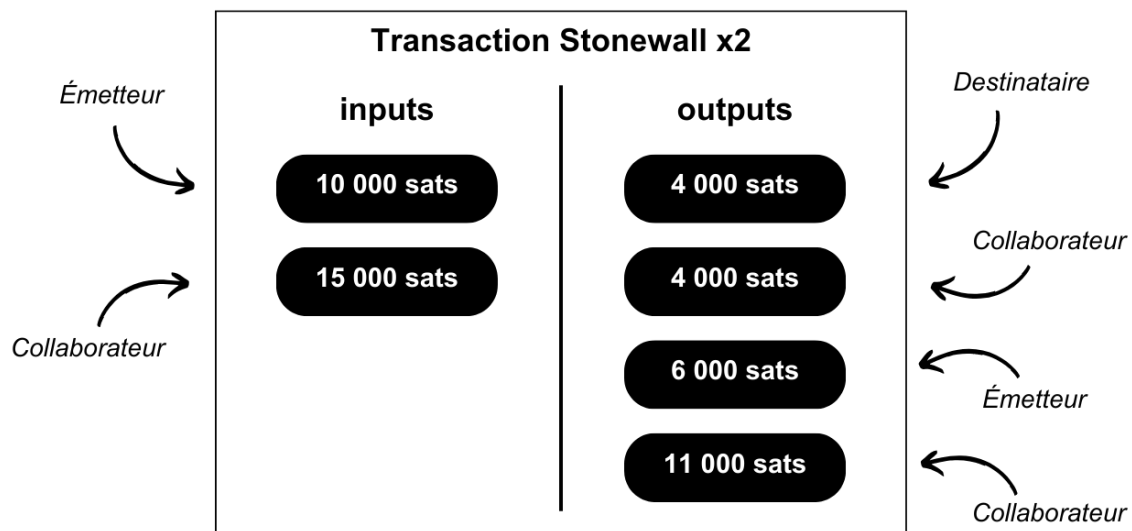 Transaction Stonewall x2
Émetteur
Collaborateur
inputs
10 000 sats
15 000 sats
outputs
4 000 sats
4 000 sats
6 000 sats
11 000 sats
Destinataire
Collaborateur
Émetteur
Collaborateur